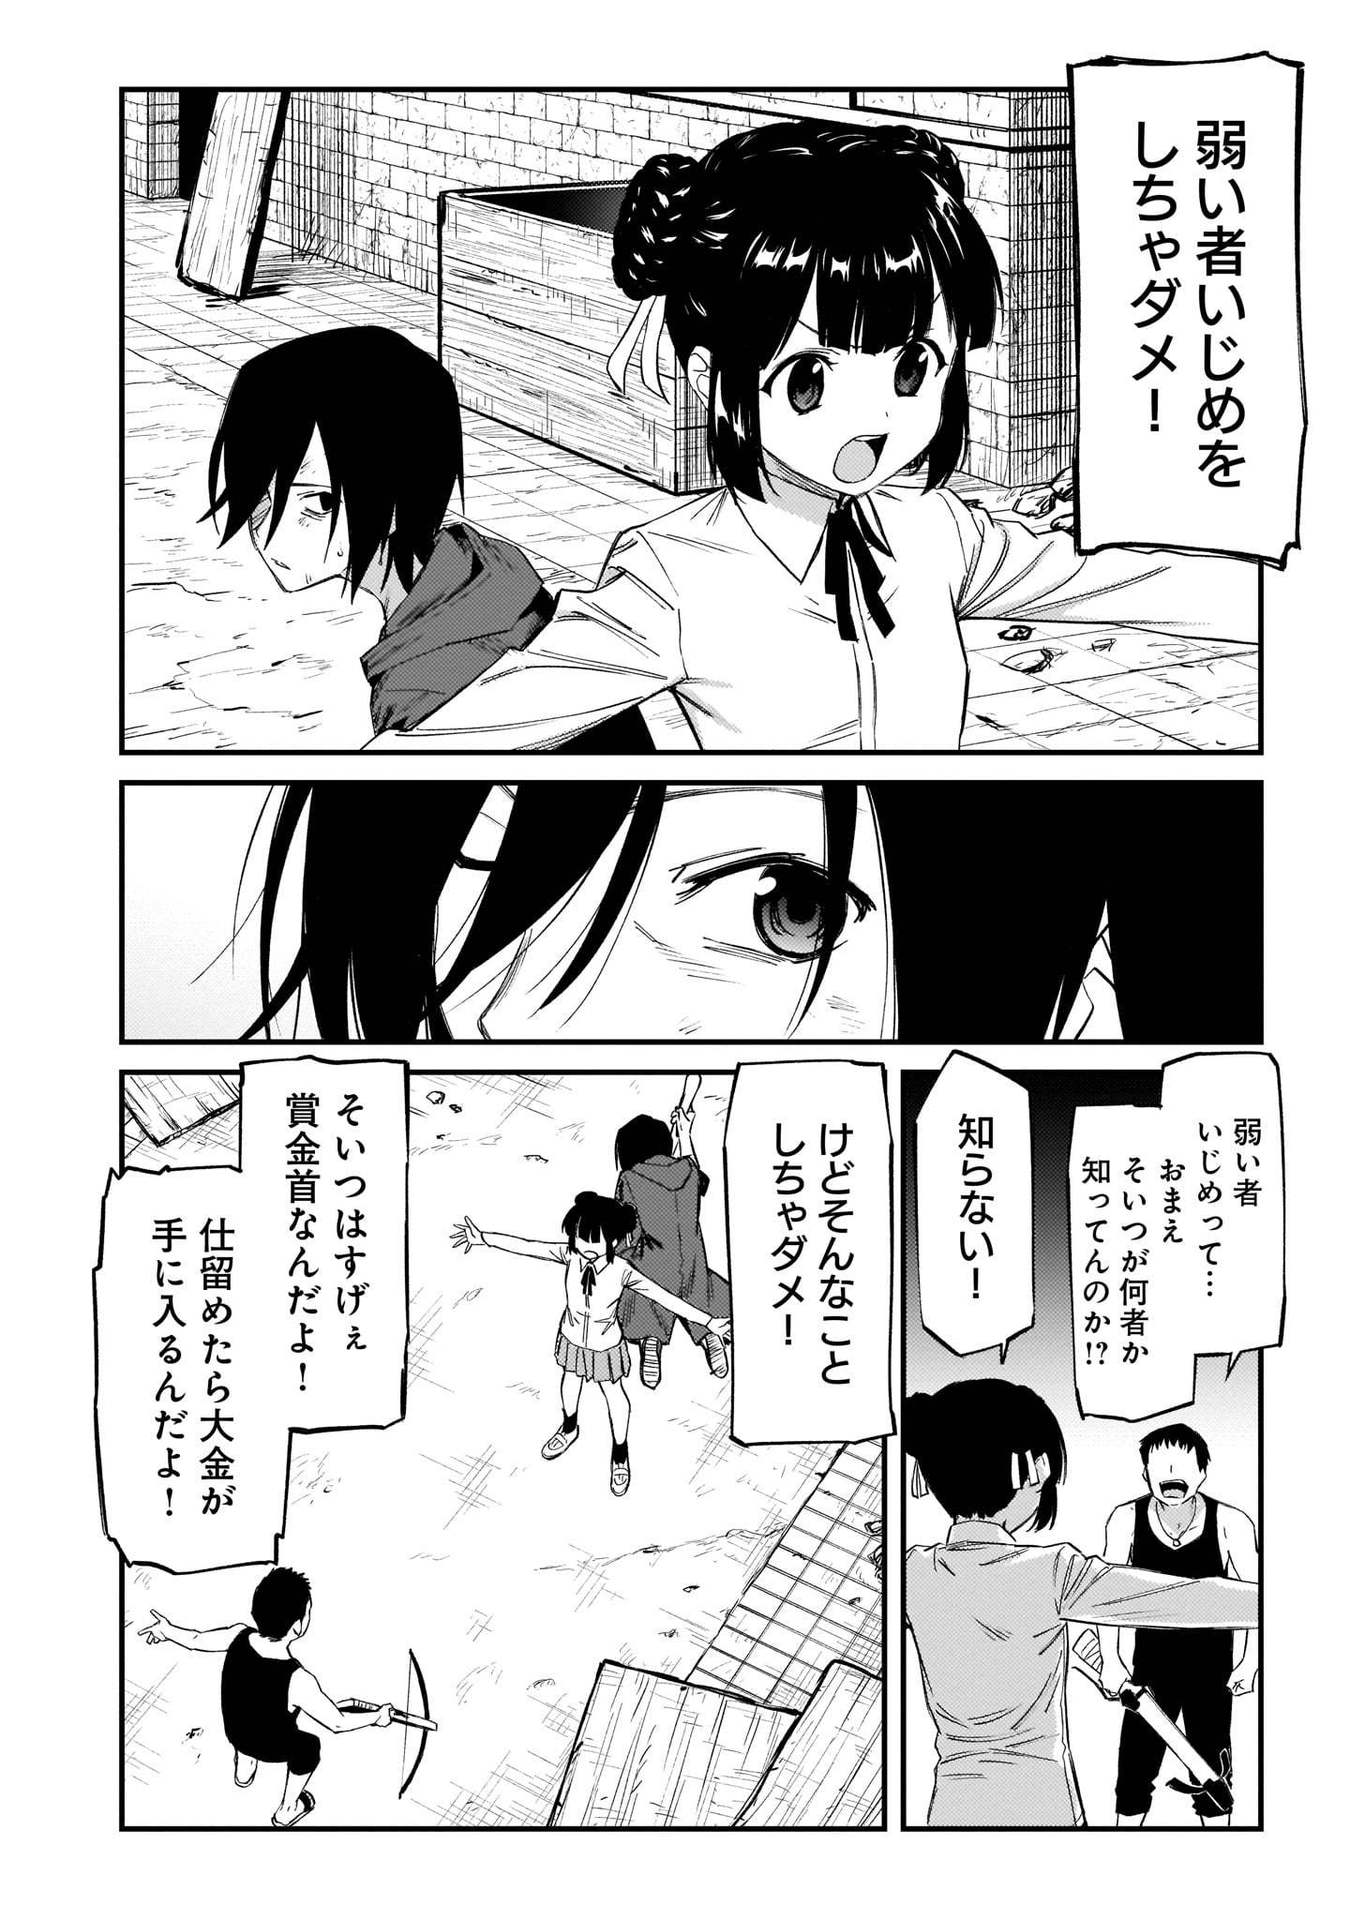 弱い者いじめを
しちゃダメ！
弱い者
いじめって…
おまえ
そいつが何者か
知ってんのか!?
知らない！
けどそんなこと
しちゃダメ！
そいつはすげぇ
賞金首なんだよ！
仕留めたら大金が
手に入るんだよ！